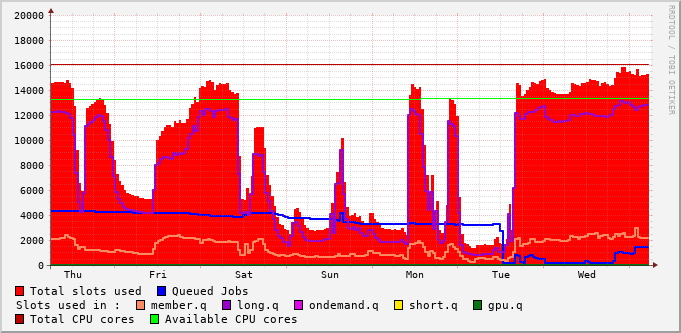 20000
18000
16000
14000
12000
10000
8000
6000
4000
2000
0
Thu Fri Sat Sun Mon Tue Wed
RRDTOOL / TOBI OETIKER
Total slots used Queued Jobs
Slots used in : member.q long.q ondemand.q short.q gpu.q
Total CPU cores Available CPU cores